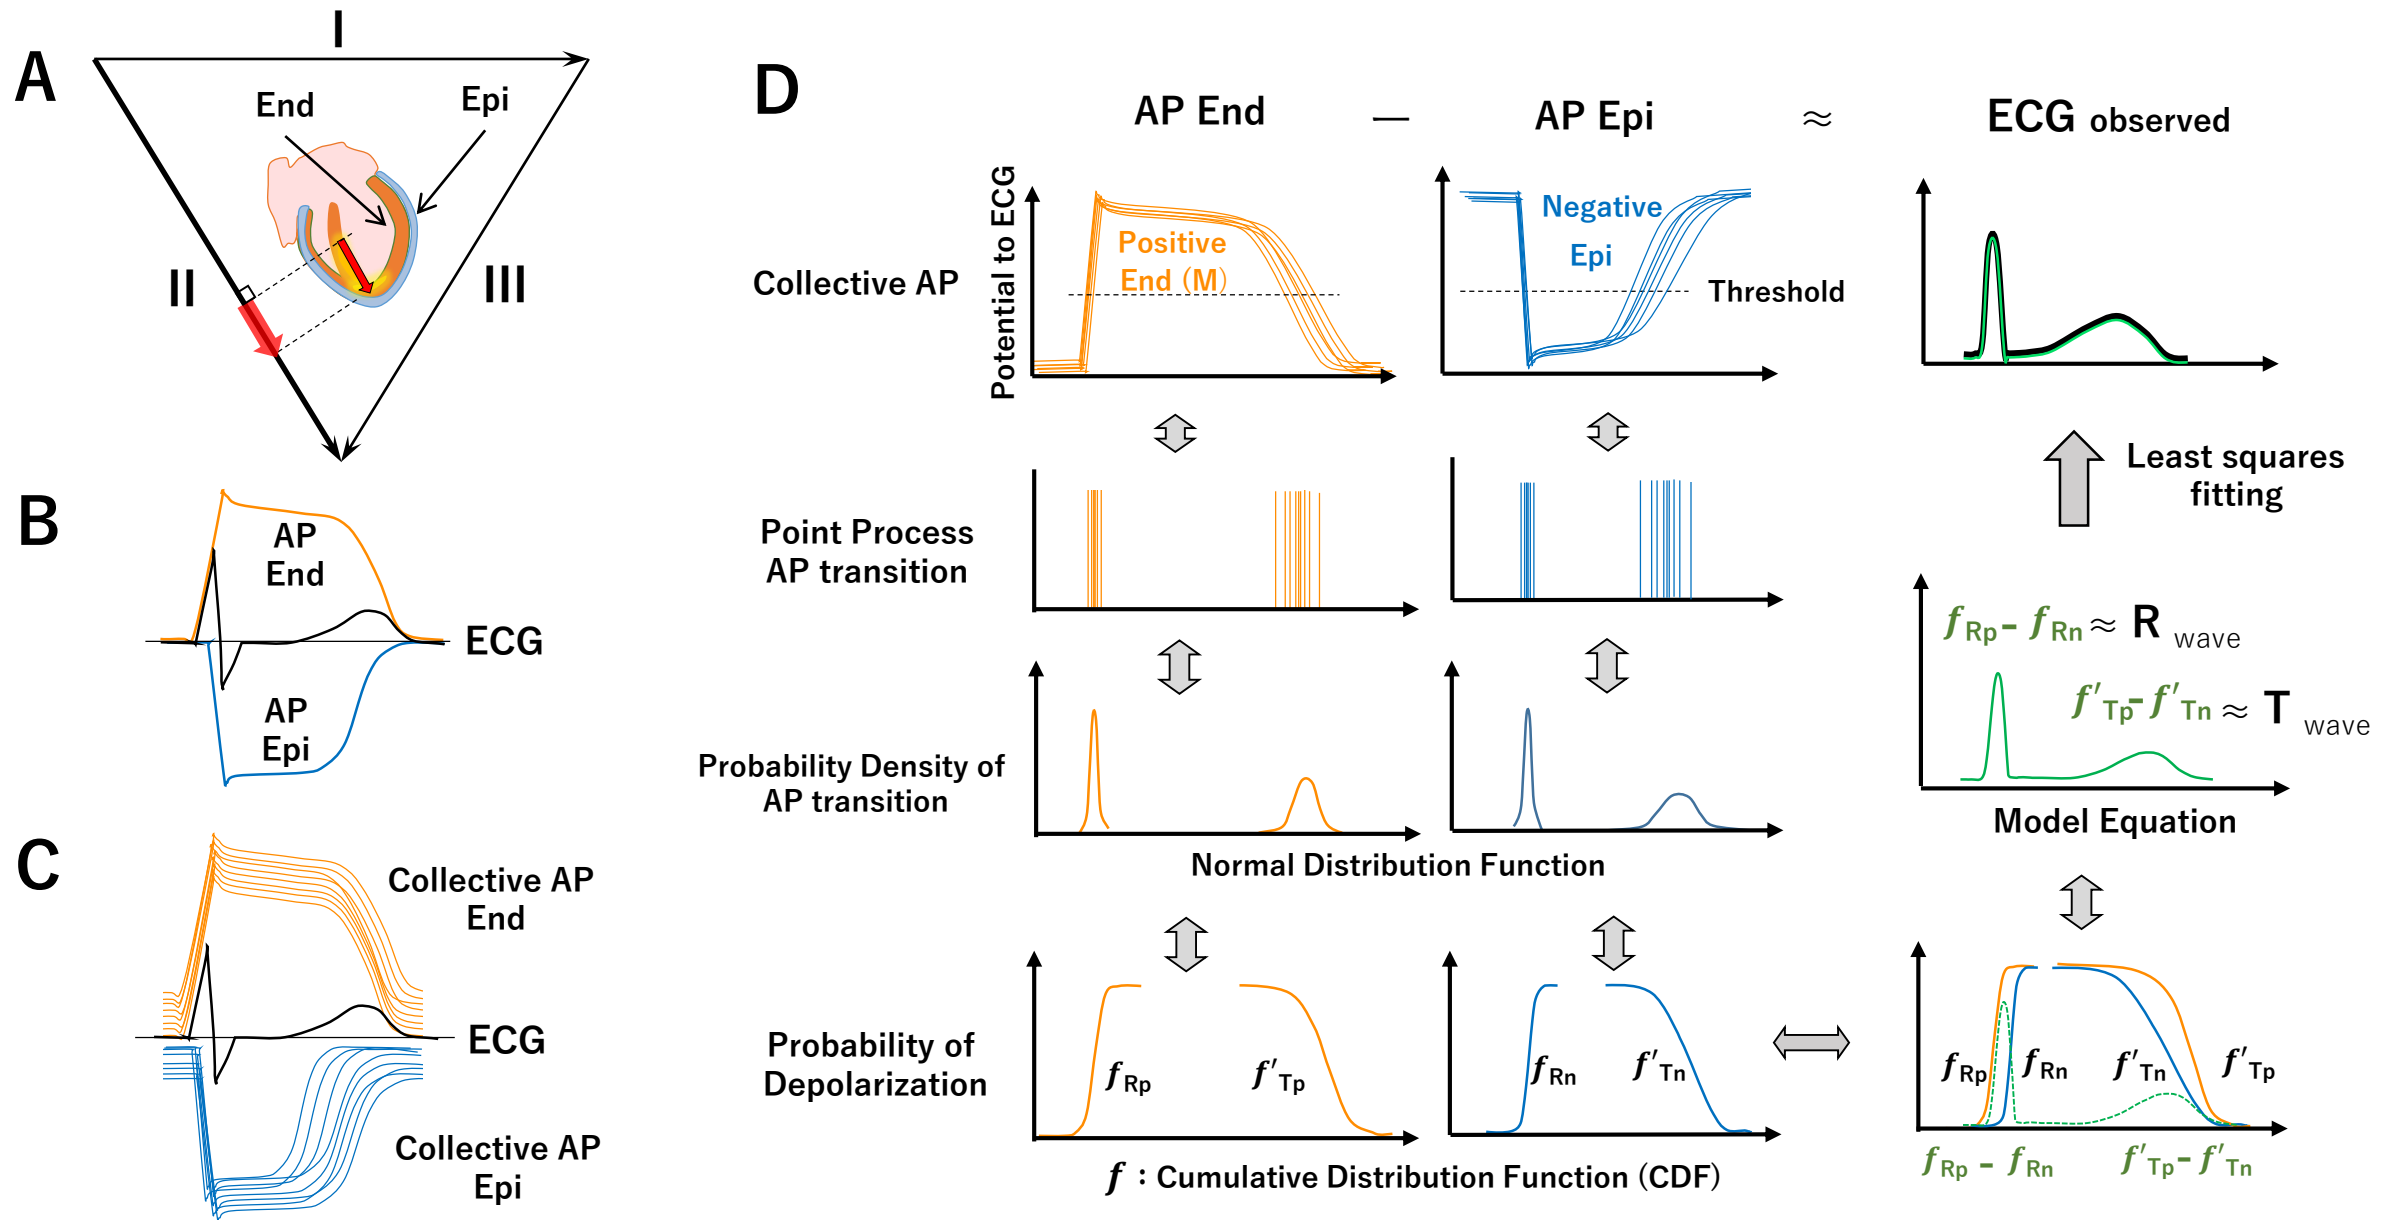 A
I
End
Epi
II
III
B
AP
End
ECG
AP
Epi
C
Collective AP
End
ECG
Collective AP
Epi
D
AP End
—
AP Epi
≈
ECG observed
Collective AP
Potential to ECG
Positive
End (M)
Negative
Epi
Threshold
Point Process
AP transition
Least squares
fitting
Probability Density of
AP transition
Normal Distribution Function
f Rp - f Rn ≈ R wave
f′ Tp - f′ Tn ≈ T wave
Model Equation
Probability of
Depolarization
f Rp
f′ Tp
f Rn
f′ Tn
f Rp
f Rn
f′ Tn
f′ Tp
f Rp - f Rn
f′ Tp - f′ Tn
f : Cumulative Distribution Function (CDF)